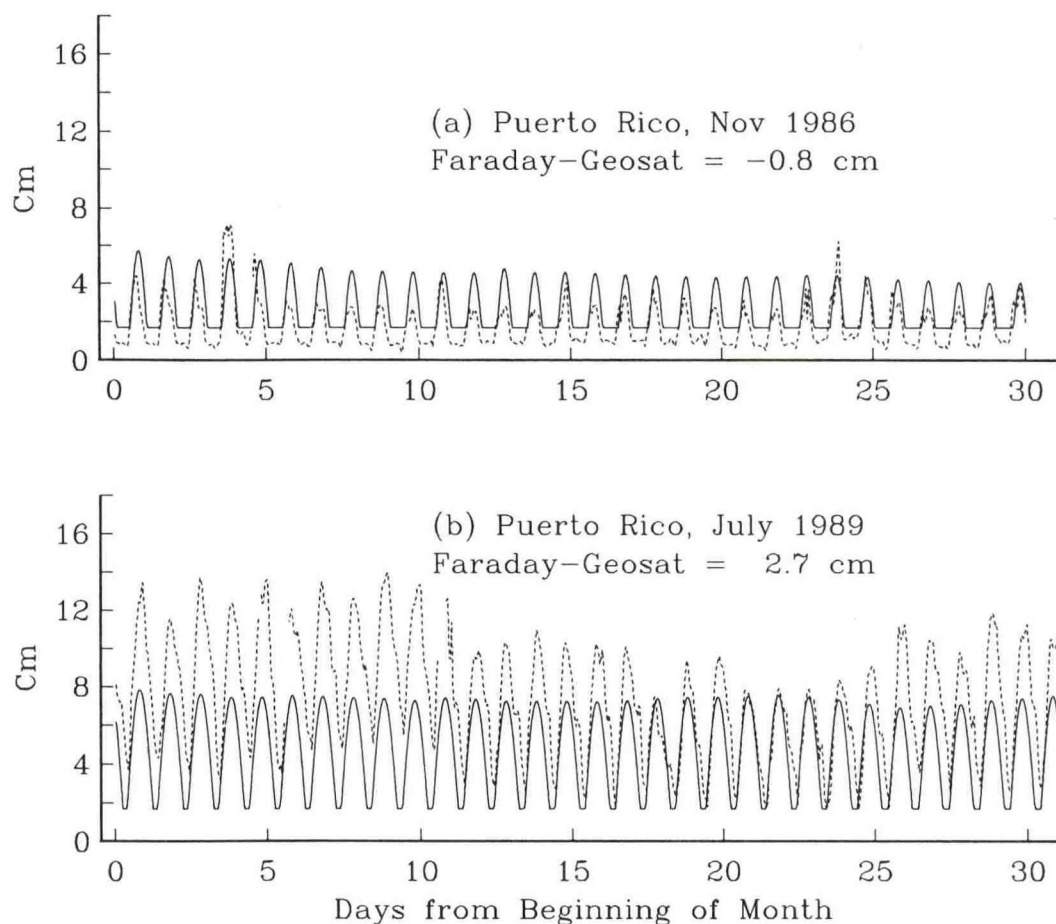 16
12
8
4
0
Cm
(a) Puerto Rico, Nov 1986
Faraday-Geosat = -0.8 cm
0 5 10 15 20 25 30
16
12
8
4
0
Cm
(b) Puerto Rico, July 1989
Faraday-Geosat = 2.7 cm
0 5 10 15 20 25 30
Days from Beginning of Month